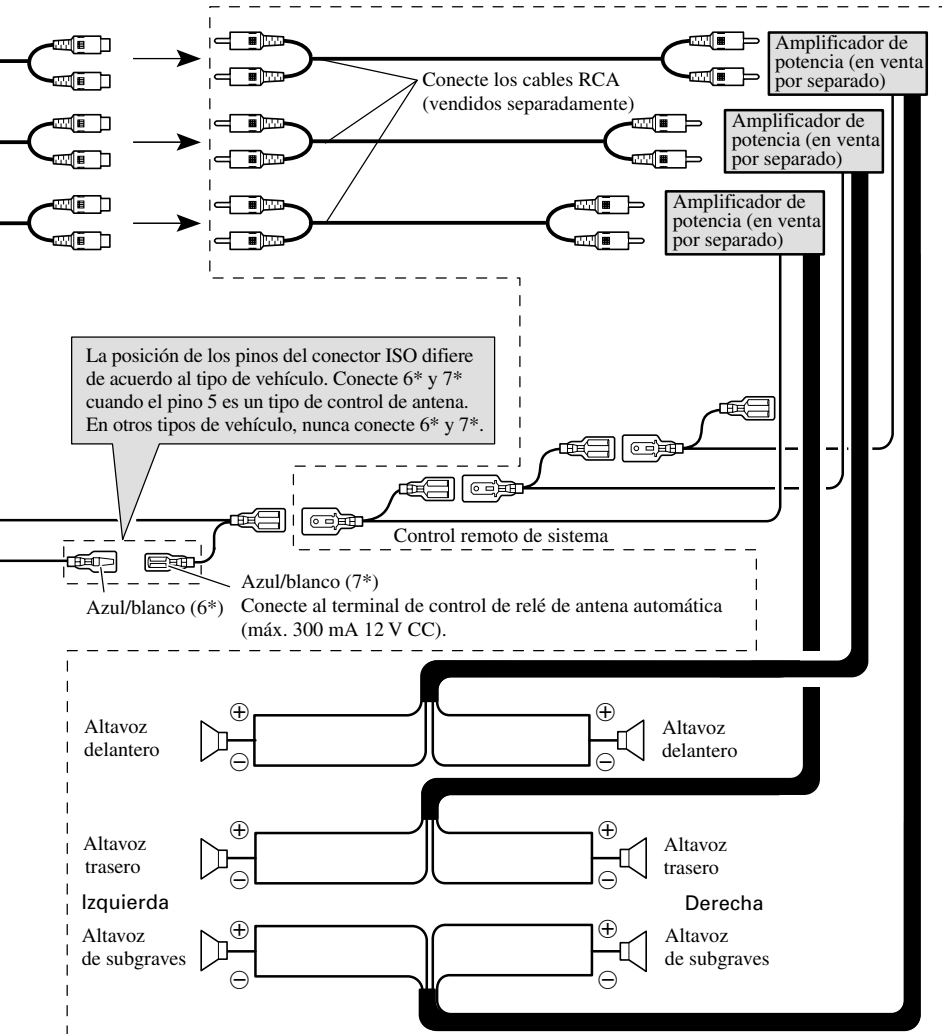 Amplificador de
potencia (en venta
por separado)
Conecte los cables RCA
(vendidos separadamente)
Amplificador de
potencia (en venta
por separado)
Amplificador de
potencia (en venta
por separado)
La posición de los pinos del conector ISO difiere
de acuerdo al tipo de vehículo. Conecte 6* y 7*
cuando el pino 5 es un tipo de control de antena.
En otros tipos de vehículo, nunca conecte 6* y 7*.
Control remoto de sistema
Azul/blanco (6*)
Azul/blanco (7*)
Conecte al terminal de control de relé de antena automática
(máx. 300 mA 12 V CC).
Altavoz
delantero
+
−
+
−
Altavoz
delantero
Altavoz
trasero
+
−
+
−
Altavoz
trasero
Izquierda
Derecha
Altavoz
de subgraves
+
−
+
−
Altavoz
de subgraves